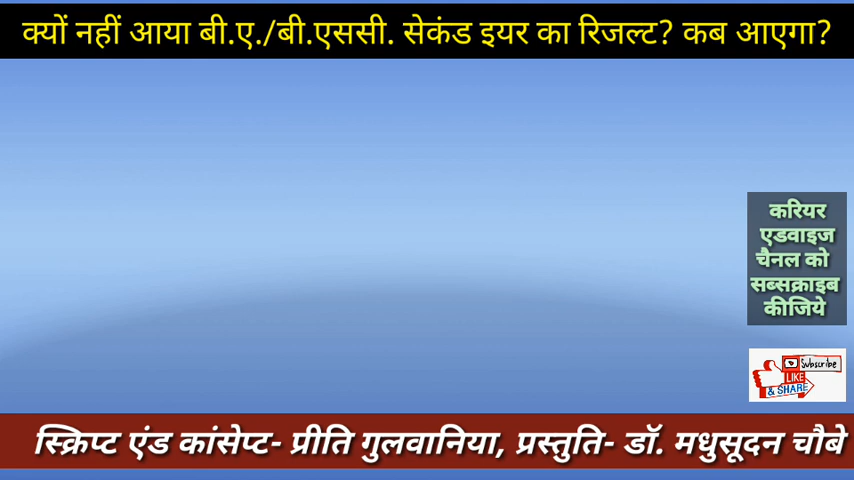 क्यों नहीं आया बी.ए./बी.एससी. सेकंड इयर का रिजल्ट? कब आएगा?
करियर
एडवाइज
चैनल को
सब्सक्राइब
कीजिये
Subscribe
LIKE
& SHARE
स्क्रिप्ट एंड कांसेप्ट- प्रीति गुलवानिया, प्रस्तुति- डॉ. मधुसूदन चौबे